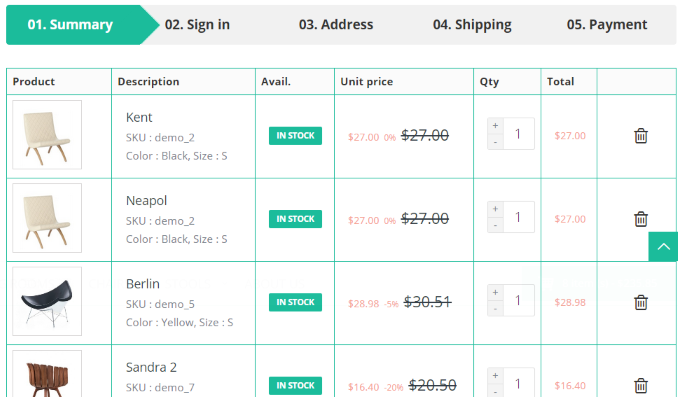 01. Summary 02. Sign in 03. Address 04. Shipping 05. Payment
Product Description Avail. Unit price Qty Total
Kent
SKU : demo_2
Color : Black, Size : S
IN STOCK
$27.00 0% $27.00
+
-
1
$27.00
Neapol
SKU : demo_2
Color : Black, Size : S
IN STOCK
$27.00 0% $27.00
+
-
1
$27.00
Berlin
SKU : demo_5
Color : Yellow, Size : S
IN STOCK
$28.98 -5% $30.51
+
-
1
$28.98
Sandra 2
SKU : demo_7
IN STOCK
$16.40 -20% $20.50
+
-
1
$16.40